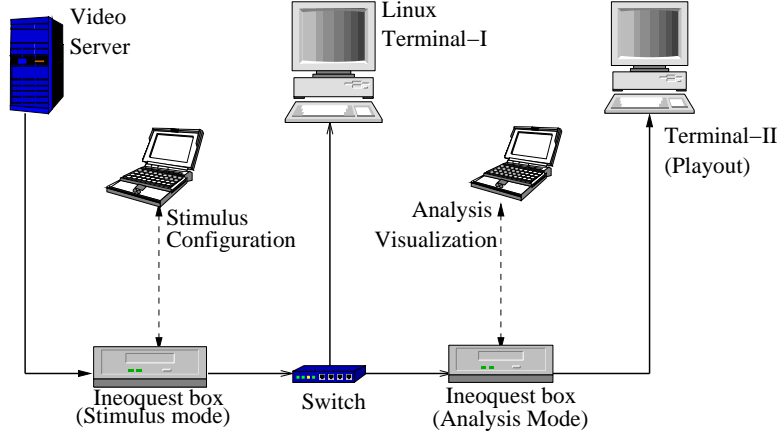 Video
Server
Linux
Terminal−I
Terminal−II
(Playout)
Stimulus
Configuration
Analysis
Visualization
Ineoquest box
(Stimulus mode)
Switch
Ineoquest box
(Analysis Mode)